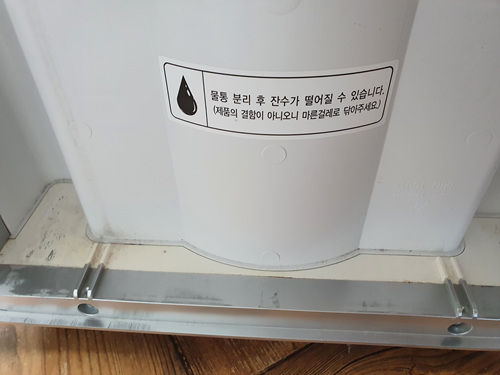 물통 분리 후 잔수가 떨어질 수 있습니다.
(제품의 결함이 아니오니 마른걸레로 닦아주세요.)